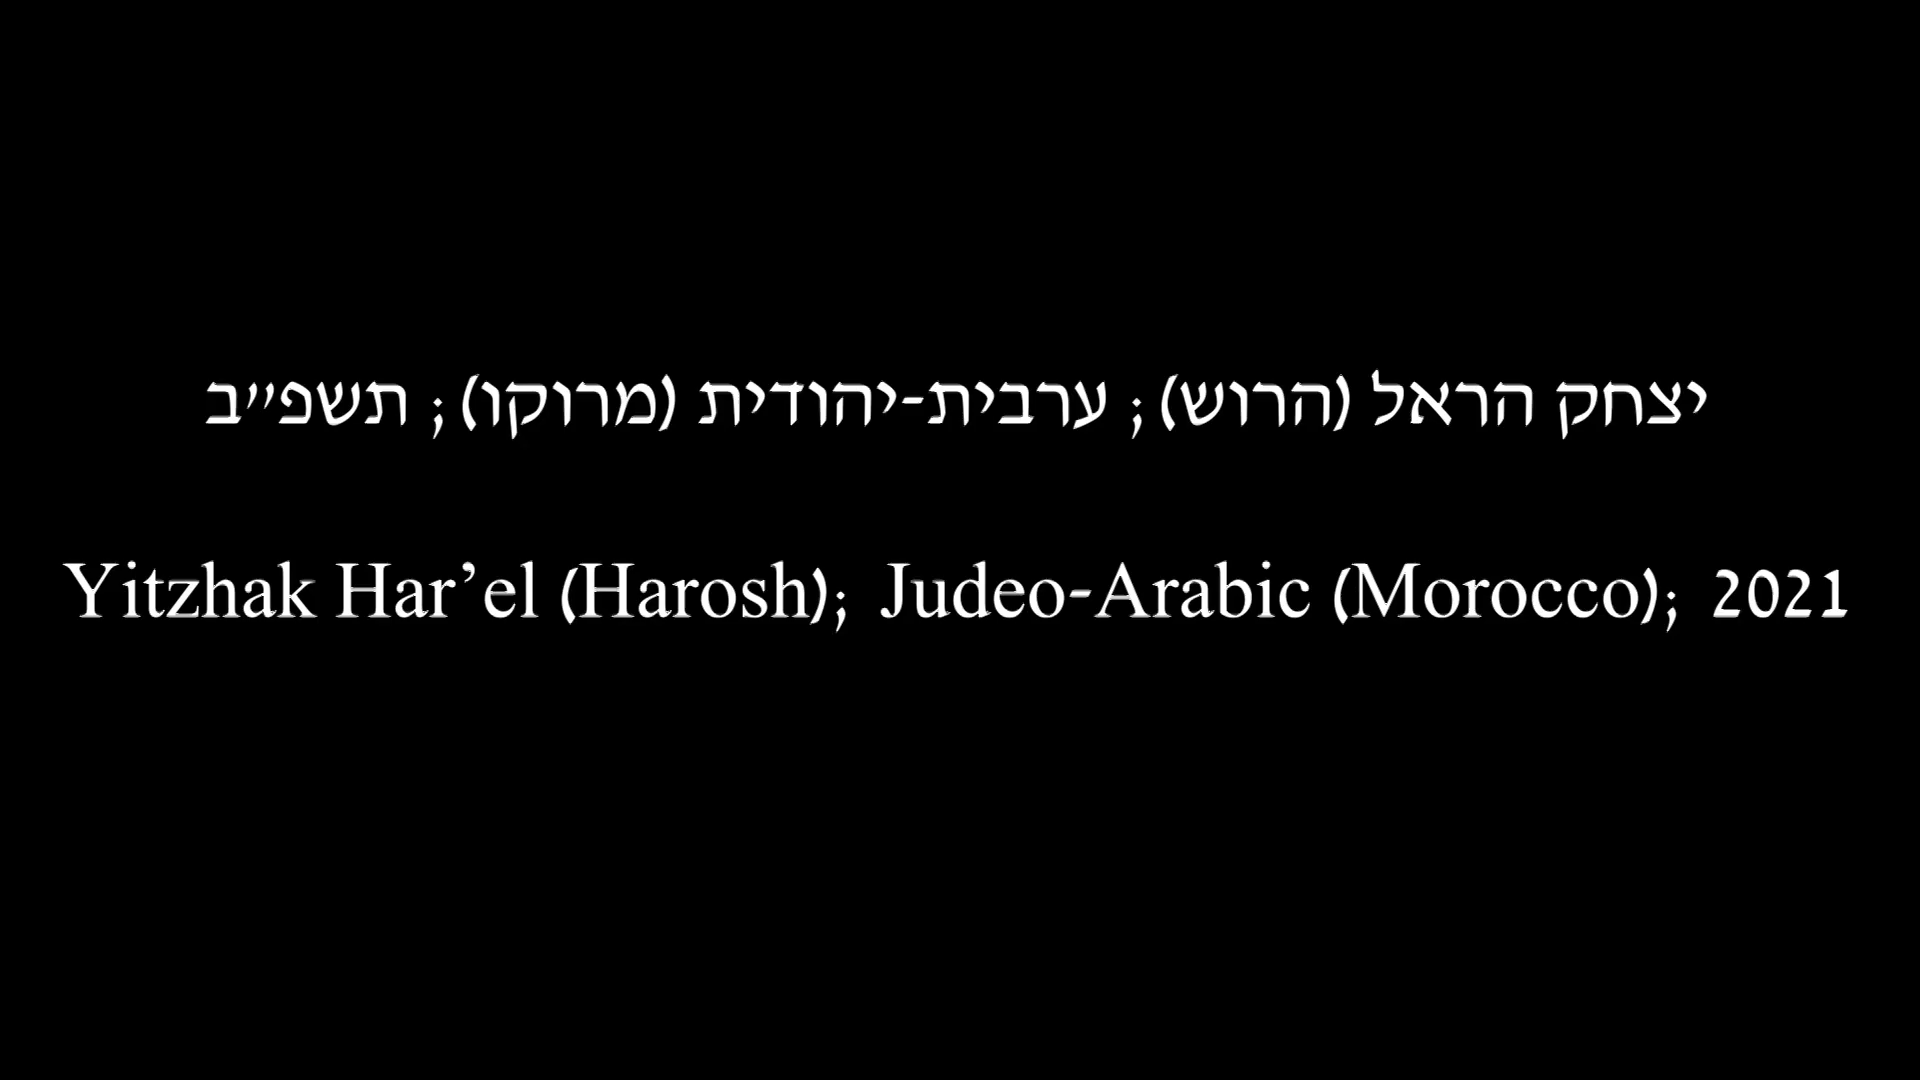 יצחק הראל (הרוש); ערבית-יהודית (מרוקו); תשפ״ב
Yitzhak Har’el (Harosh); Judeo-Arabic (Morocco); 2021